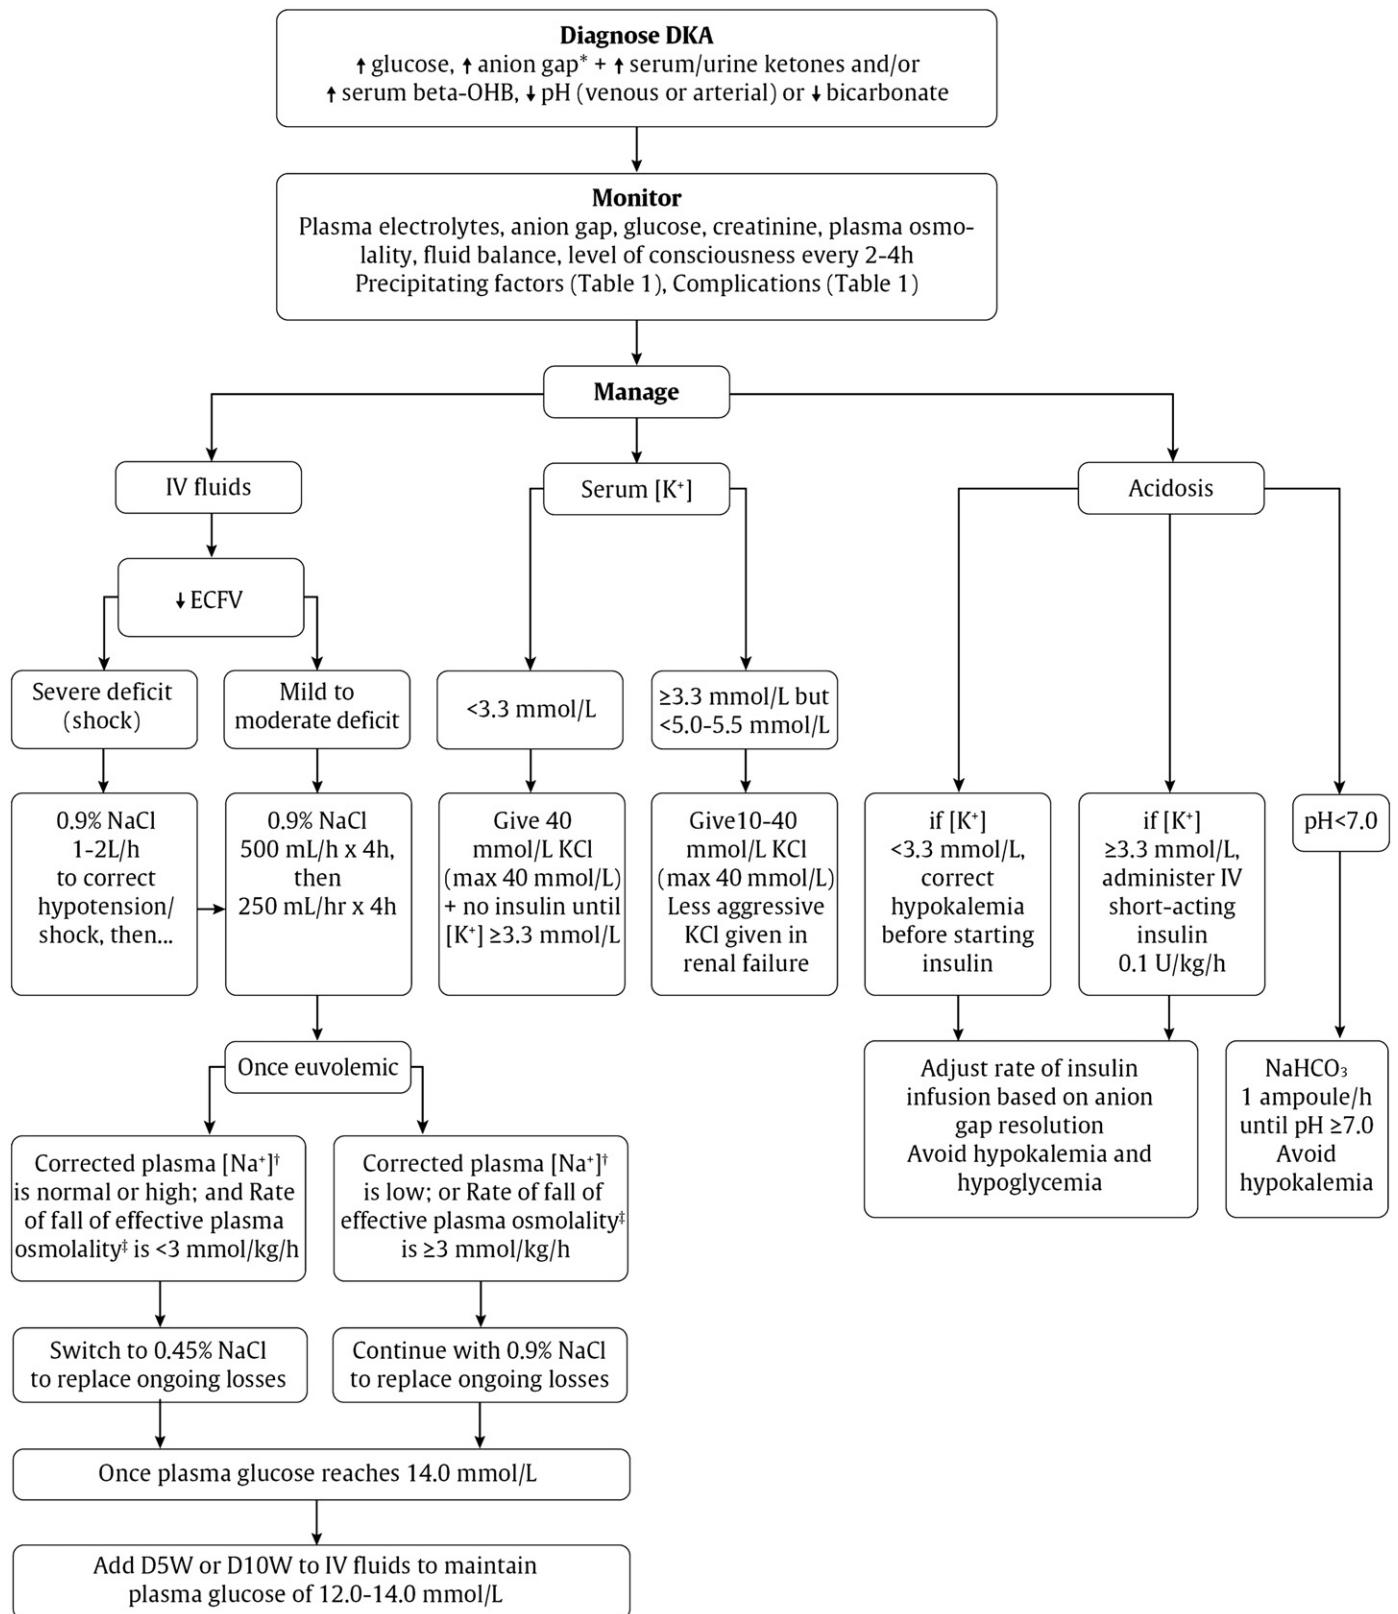 Diagnose DKA
↑ glucose, ↑ anion gap* + ↑ serum/urine ketones and/or
↑ serum beta-OHB, ↓ pH (venous or arterial) or ↓ bicarbonate
Monitor
Plasma electrolytes, anion gap, glucose, creatinine, plasma osmo-
lality, fluid balance, level of consciousness every 2-4h
Precipitating factors (Table 1), Complications (Table 1)
Manage
IV fluids
↓ ECFV
Severe deficit
(shock)
0.9% NaCl
1-2L/h
to correct
hypotension/
shock, then...
Mild to
moderate deficit
0.9% NaCl
500 mL/h x 4h,
then
250 mL/hr x 4h
Once euvolemic
Corrected plasma [Na⁺]†
is normal or high; and Rate
of fall of effective plasma
osmolality‡ is <3 mmol/kg/h
Switch to 0.45% NaCl
to replace ongoing losses
Corrected plasma [Na⁺]†
is low; or Rate of fall of
effective plasma osmolality‡
is ≥3 mmol/kg/h
Continue with 0.9% NaCl
to replace ongoing losses
Once plasma glucose reaches 14.0 mmol/L
Add D5W or D10W to IV fluids to maintain
plasma glucose of 12.0-14.0 mmol/L
Serum [K⁺]
<3.3 mmol/L
Give 40
mmol/L KCl
(max 40 mmol/L)
+ no insulin until
[K⁺] ≥3.3 mmol/L
≥3.3 mmol/L but
<5.0-5.5 mmol/L
Give10-40
mmol/L KCl
(max 40 mmol/L)
Less aggressive
KCl given in
renal failure
Acidosis
if [K⁺]
<3.3 mmol/L,
correct
hypokalemia
before starting
insulin
if [K⁺]
≥3.3 mmol/L,
administer IV
short-acting
insulin
0.1 U/kg/h
Adjust rate of insulin
infusion based on anion
gap resolution
Avoid hypokalemia and
hypoglycemia
pH<7.0
NaHCO₃
1 ampoule/h
until pH ≥7.0
Avoid
hypokalemia